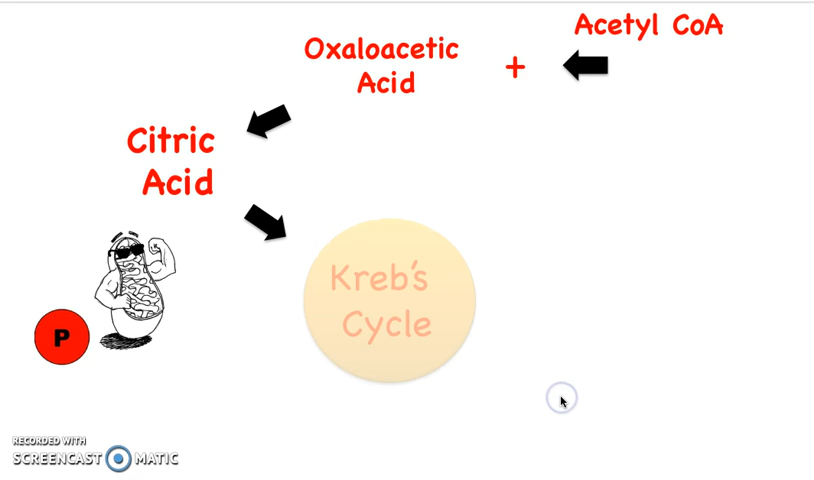 Acetyl CoA
Oxaloacetic
Acid
+
Citric
Acid
Kreb's
Cycle
P
RECORDED WITH
SCREENCAST MATIC